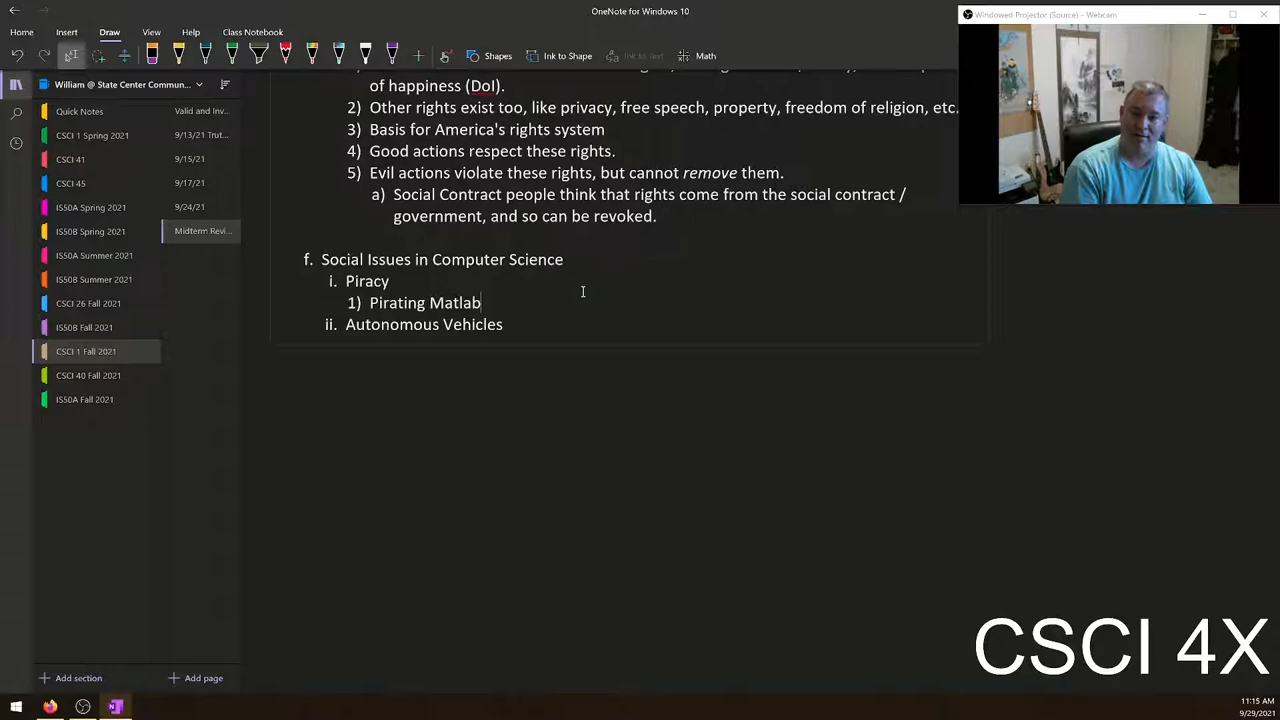 OneNote for Windows 10
Windowed Projector (Source) - Webcam
Insert
Draw
View
Help
Class Notebook
Shapes
Ink to Shape
Ink to Text
Math
William @ State Center Commun...
Quick Notes
CSCI 1 Spring 2021
CSCI 41
CSCI 45
IS50A Spring 2021
IS50B Spring 2021
IS50A Summer 2021
IS50B Summer 2021
CSCI 26 Fall 2021
IS50B Fall 2021
CSCI 1 Fall 2021
CSCI 40 Fall 2021
IS50A Fall 2021
Valid and Inv...
9/13/21 Trut...
9/15/21
9/17/21
9/24/21
Midterm Revi...
of happiness (DoI).
2) Other rights exist too, like privacy, free speech, property, freedom of religion, etc.
3) Basis for America's rights system
4) Good actions respect these rights.
5) Evil actions violate these rights, but cannot remove them.
a) Social Contract people think that rights come from the social contract /
government, and so can be revoked.
f. Social Issues in Computer Science
i. Piracy
1) Pirating Matlab
ii. Autonomous Vehicles
CSCI 4X
Add section
Add page
11:15 AM
9/29/2021